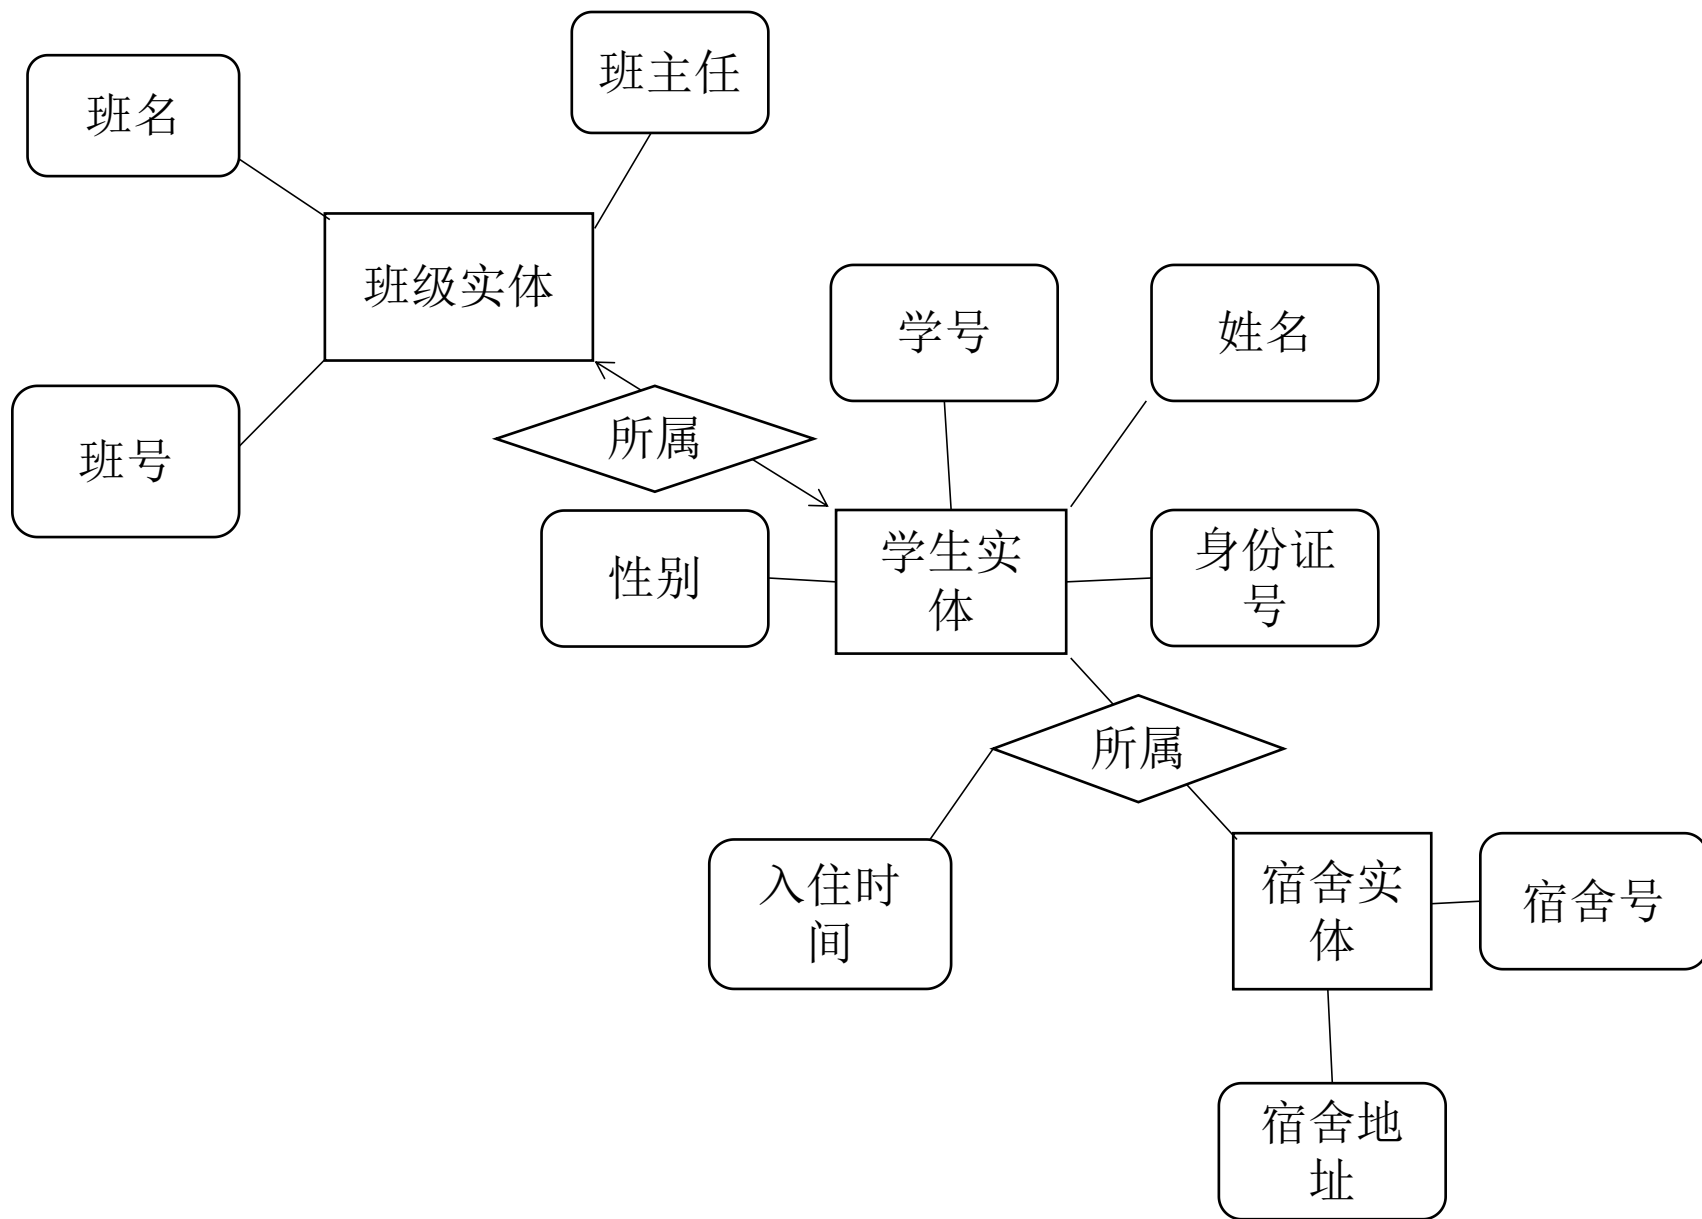 班主任
班名
班级实体
学号
姓名
所属
班号
性别
学生实
体
身份证
号
所属
入住时
间
宿舍实
体
宿舍号
宿舍地
址